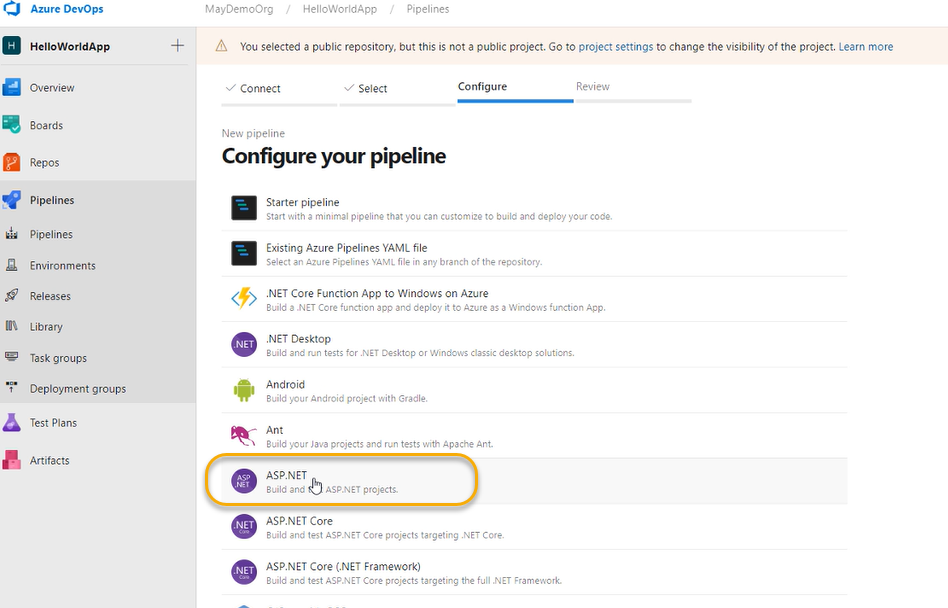 Azure DevOps
MayDemoOrg / HelloWorldApp / Pipelines
H HelloWorldApp
Overview
Boards
Repos
Pipelines
Pipelines
Environments
Releases
Library
Task groups
Deployment groups
Test Plans
Artifacts
You selected a public repository, but this is not a public project. Go to project settings to change the visibility of the project. Learn more
Connect
Select
Configure
Review
New pipeline
Configure your pipeline
Starter pipeline
Start with a minimal pipeline that you can customize to build and deploy your code.
Existing Azure Pipelines YAML file
Select an Azure Pipelines YAML file in any branch of the repository.
.NET Core Function App to Windows on Azure
Build a .NET Core function app and deploy it to Azure as a Windows function App.
.NET
.NET Desktop
Build and run tests for .NET Desktop or Windows classic desktop solutions.
Android
Build your Android project with Gradle.
Ant
Build your Java projects and run tests with Apache Ant.
ASP
.NET
ASP.NET
Build and ASP.NET projects.
.NET
Core
ASP.NET Core
Build and test ASP.NET Core projects targeting .NET Core.
.NET
Core
ASP.NET Core (.NET Framework)
Build and test ASP.NET Core projects targeting the full .NET Framework.